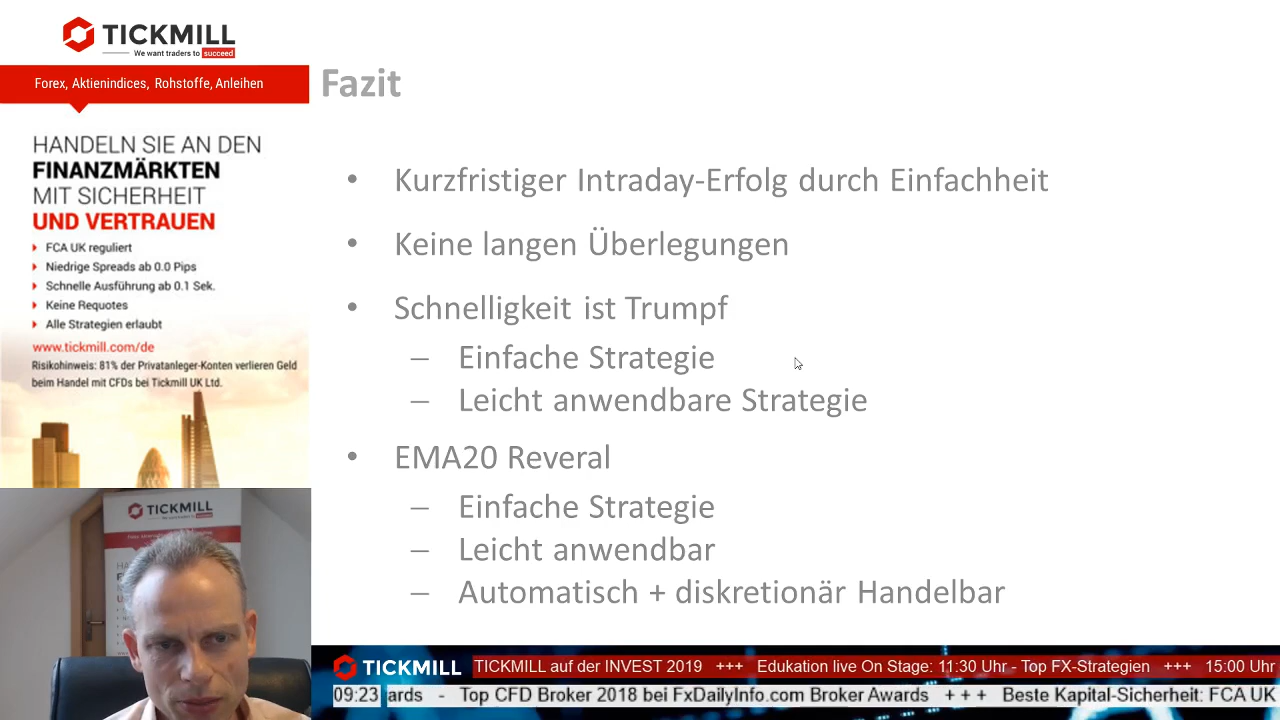 TICKMILL
We want traders to succeed
Forex, Aktienindices, Rohstoffe, Anleihen
HANDELN SIE AN DEN
FINANZMÄRKTEN
MIT SICHERHEIT
UND VERTRAUEN
FCA UK reguliert
Niedrige Spreads ab 0.0 Pips
Schnelle Ausführung ab 0.1 Sek.
Keine Requotes
Alle Strategien erlaubt
www.tickmill.com/de
Risikohinweis: 81% der Privatanleger-Konten verlieren Geld
beim Handel mit CFDs bei Tickmill UK Ltd.
TICKMILL
Fazit
• Kurzfristiger Intraday-Erfolg durch Einfachheit
• Keine langen Überlegungen
• Schnelligkeit ist Trumpf
– Einfache Strategie
– Leicht anwendbare Strategie
• EMA20 Reveral
– Einfache Strategie
– Leicht anwendbar
– Automatisch + diskretionär Handelbar
TICKMILL TICKMILL auf der INVEST 2019 +++ Edukation live On Stage: 11:30 Uhr - Top FX-Strategien +++ 15:00 Uhr
09:23 ards - Top CFD Broker 2018 bei FxDailyInfo.com Broker Awards + + + Beste Kapital-Sicherheit: FCA UK